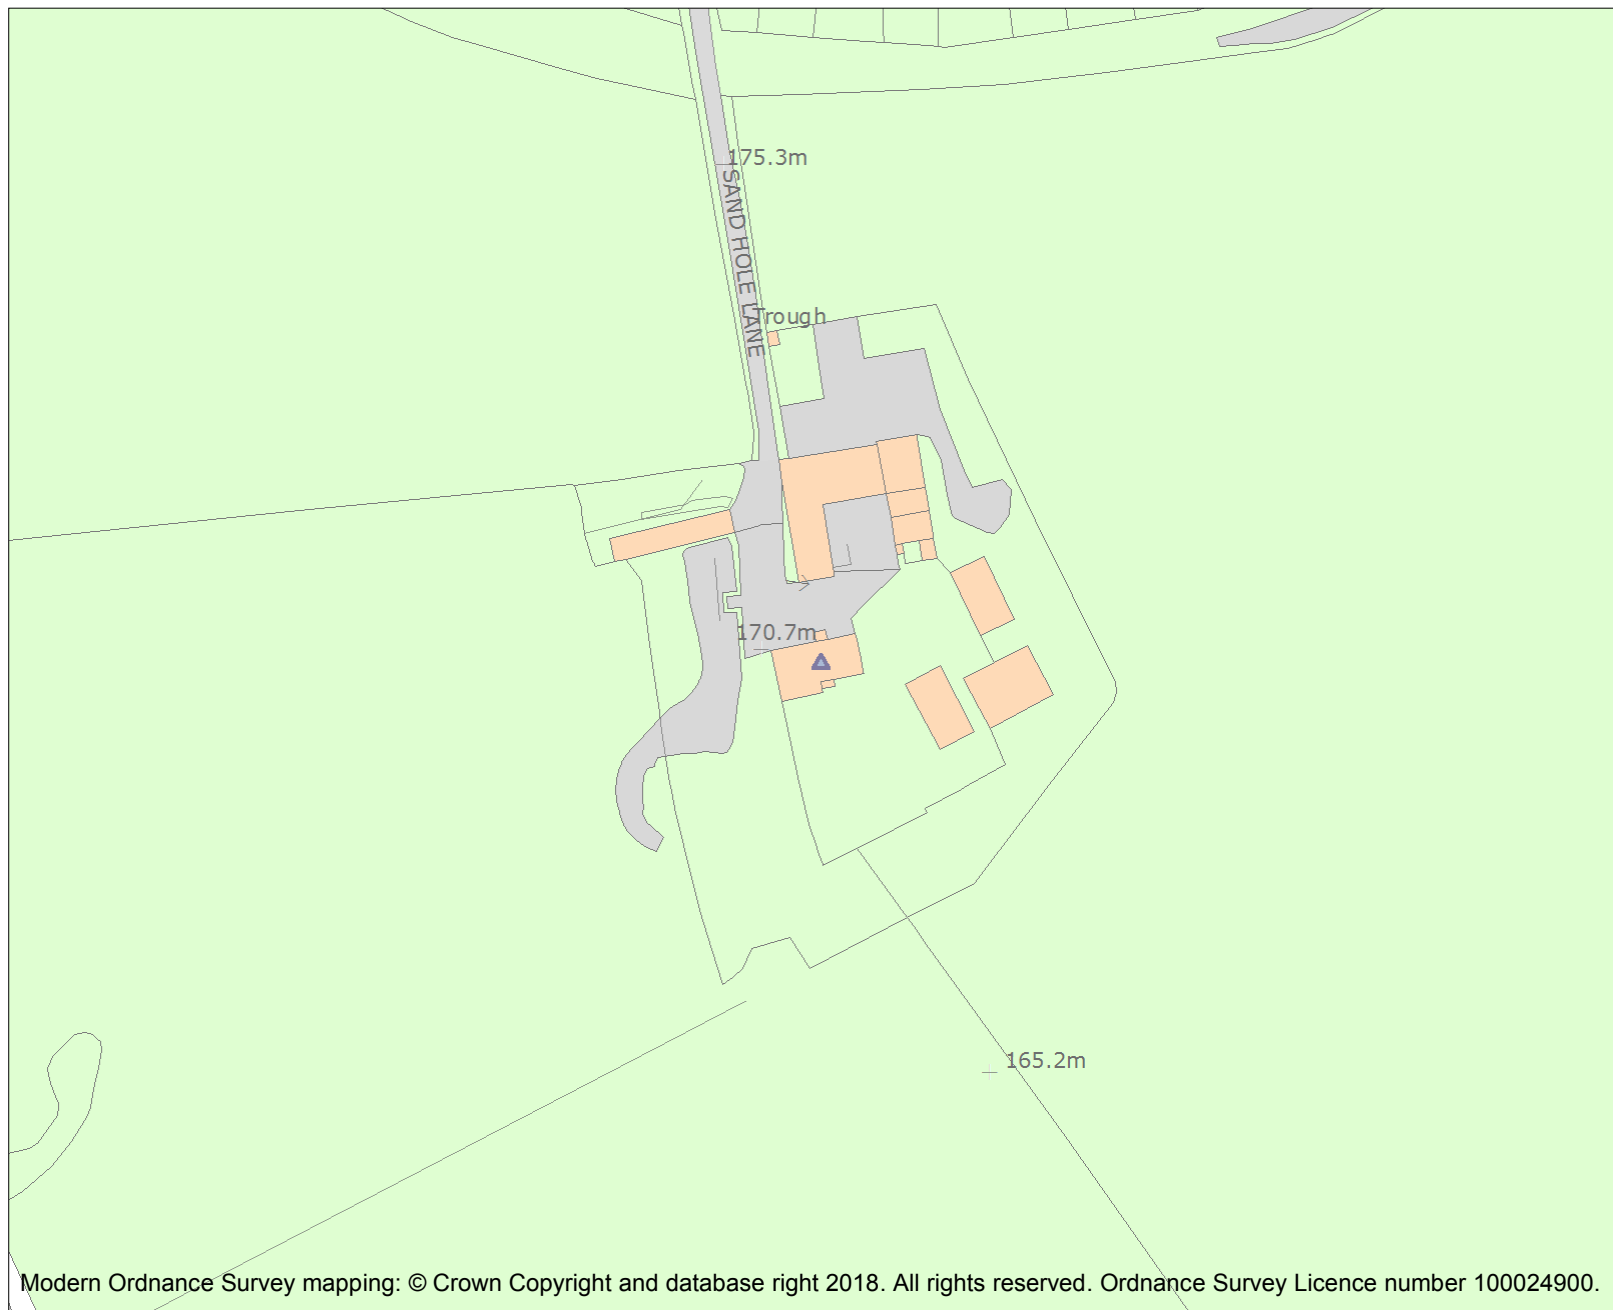 175.3m
SAND HOLE LANE
Trough
170.7m
165.2m
Modern Ordnance Survey mapping: © Crown Copyright and database right 2018. All rights reserved. Ordnance Survey Licence number 100024900.